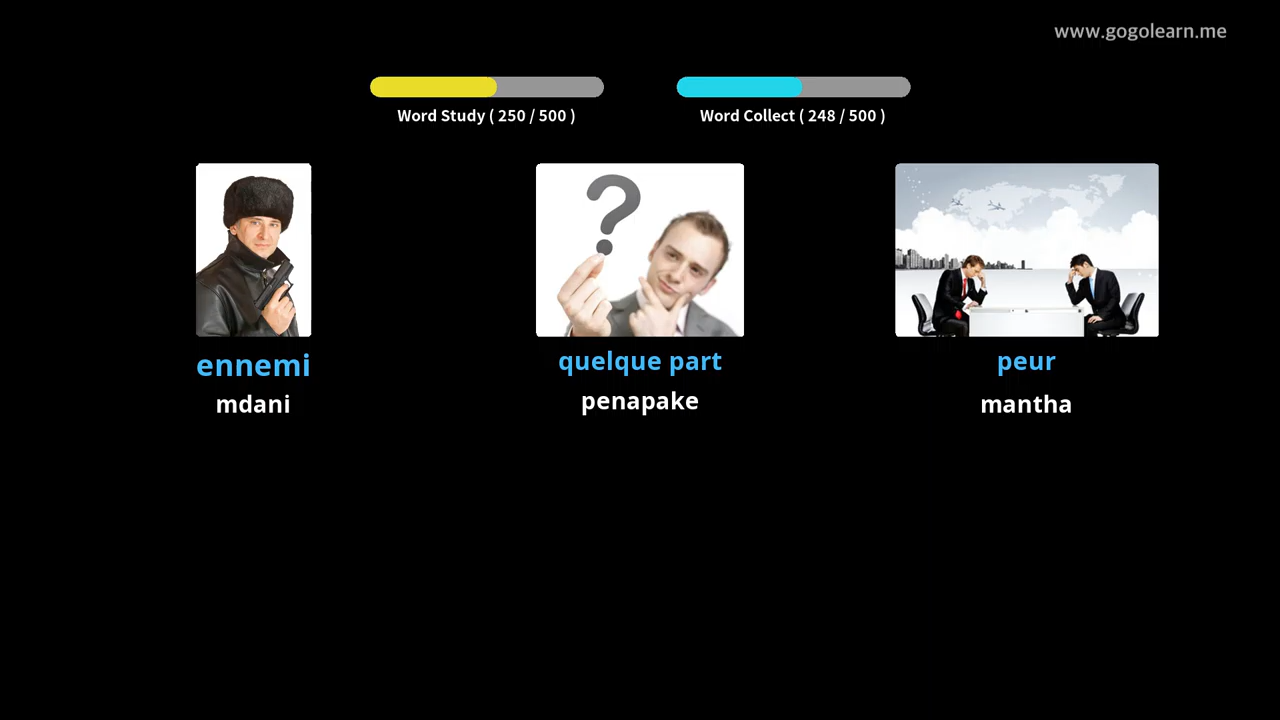 www.gogolearn.me
Word Study ( 250 / 500 )
Word Collect ( 248 / 500 )
?
ennemi
mdani
quelque part
penapake
peur
mantha